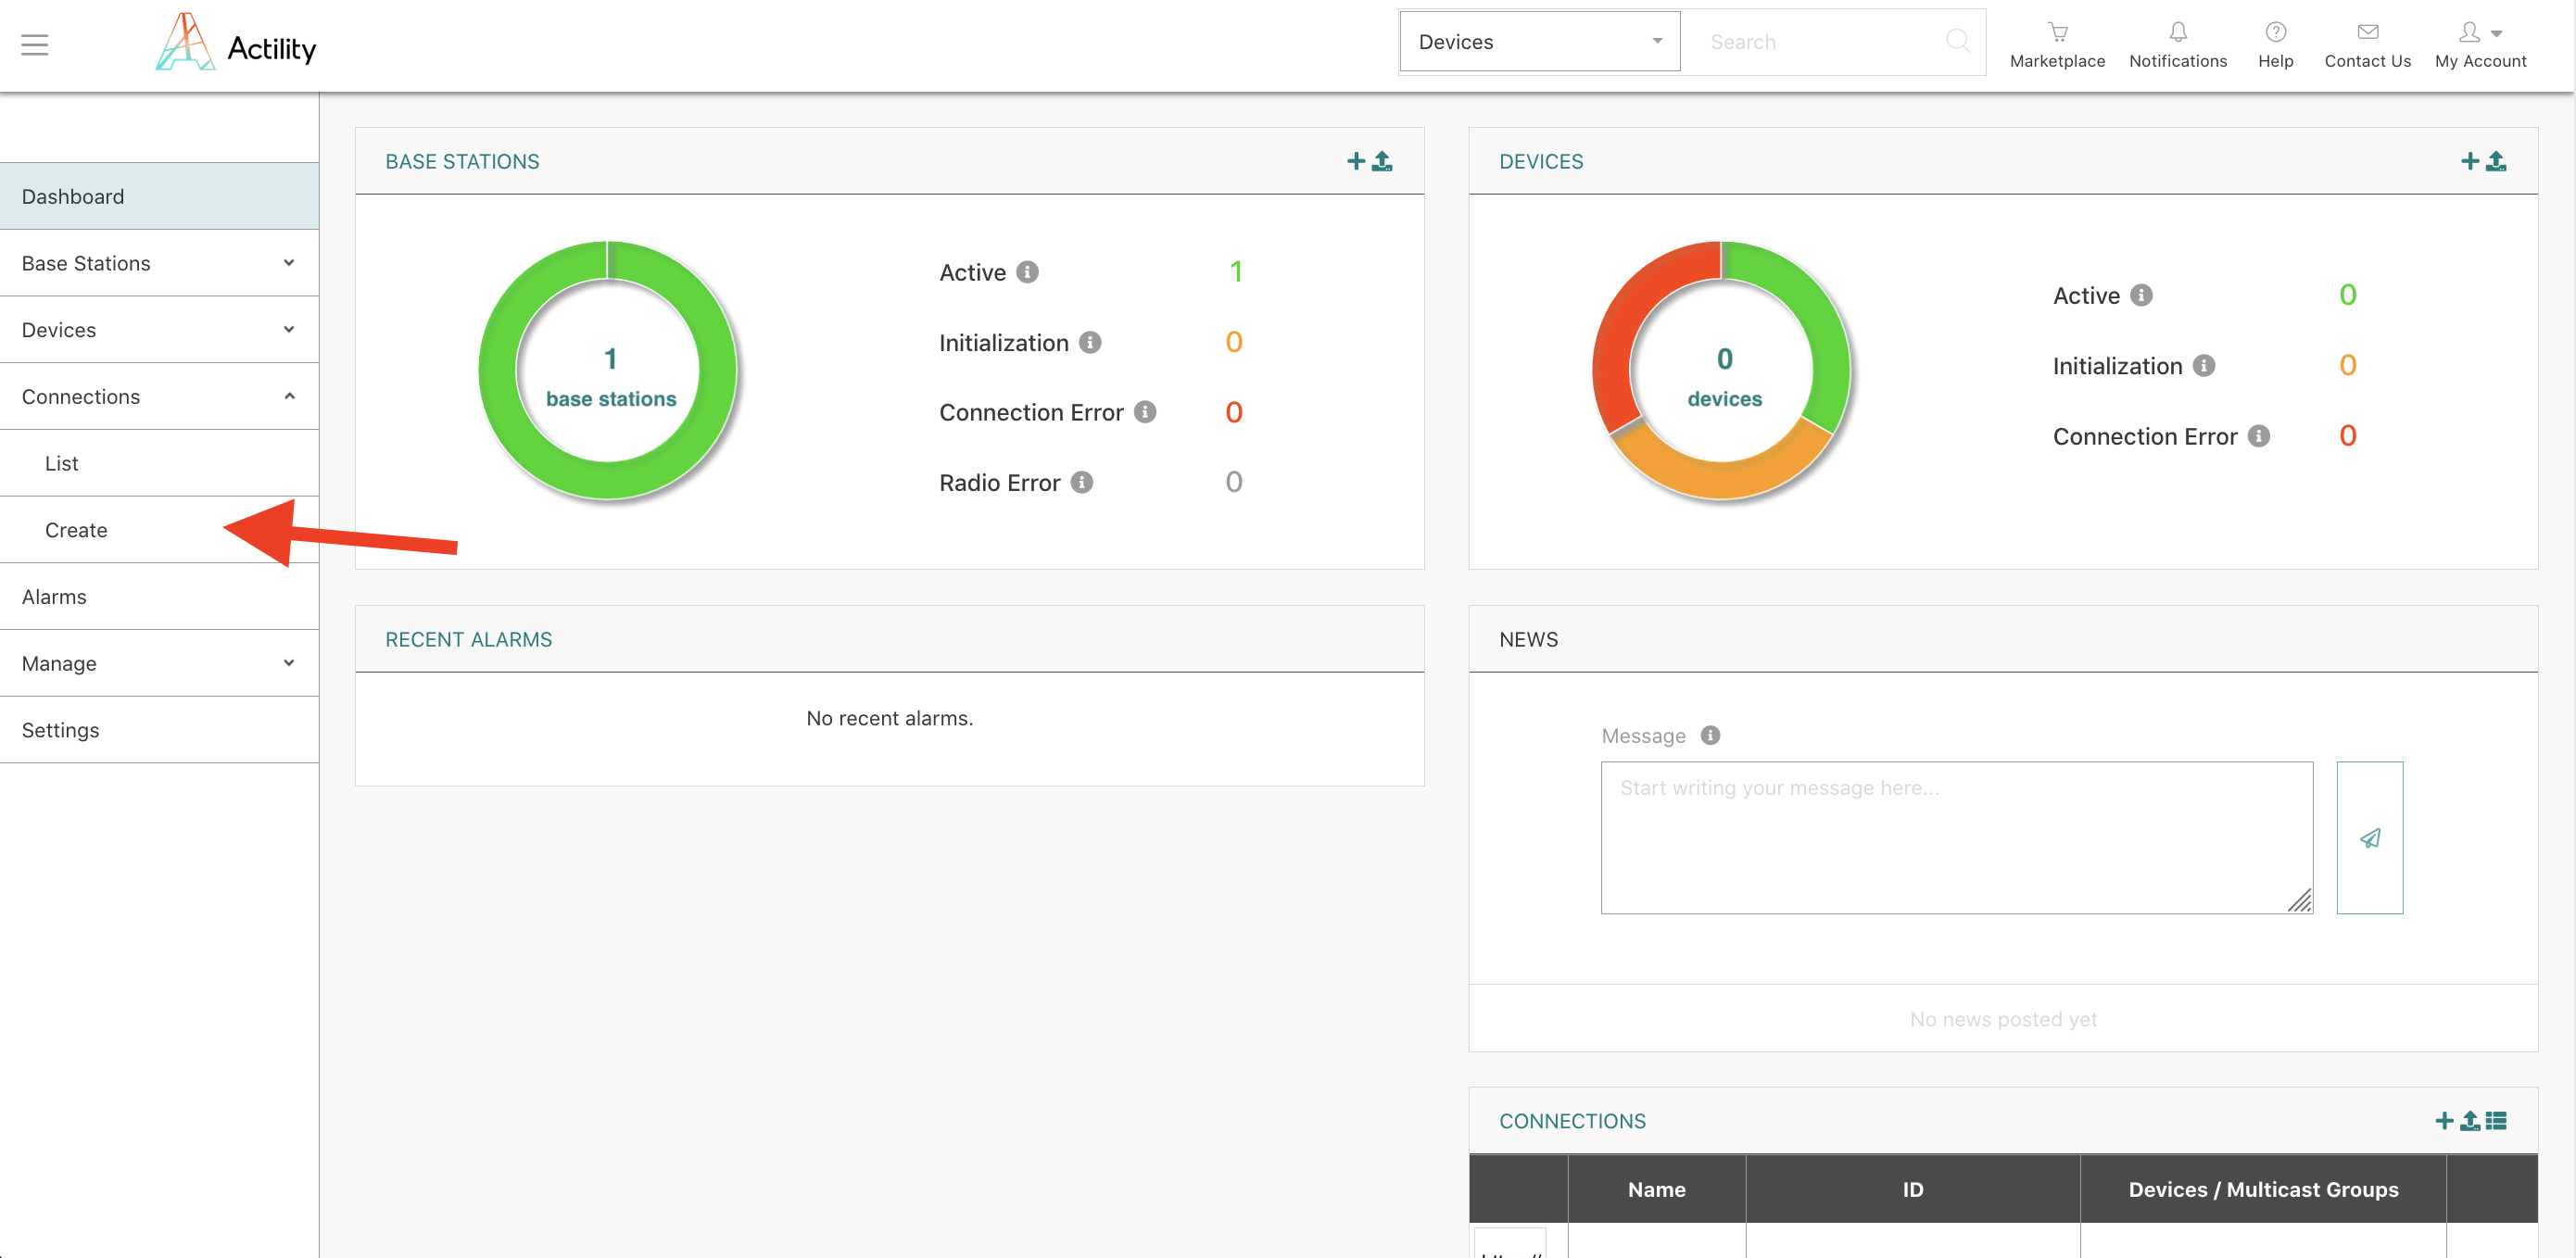 Actility
Devices
Search
Marketplace
Notifications
Help
Contact Us
My Account
Dashboard
Base Stations
Devices
Connections
List
Create
Alarms
Manage
Settings
BASE STATIONS
1
base stations
Active 1
Initialization 0
Connection Error 0
Radio Error 0
DEVICES
0
devices
Active 0
Initialization 0
Connection Error 0
RECENT ALARMS
No recent alarms.
NEWS
Message
Start writing your message here...
No news posted yet
CONNECTIONS
Name ID Devices / Multicast Groups